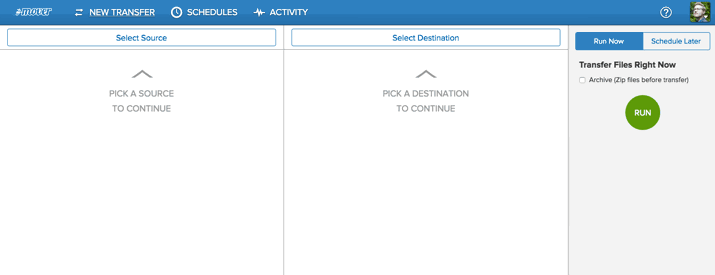 #mover
NEW TRANSFER
SCHEDULES
ACTIVITY
Select Source
Select Destination
Run Now
Schedule Later
PICK A SOURCE
TO CONTINUE
PICK A DESTINATION
TO CONTINUE
Transfer Files Right Now
Archive (Zip files before transfer)
RUN